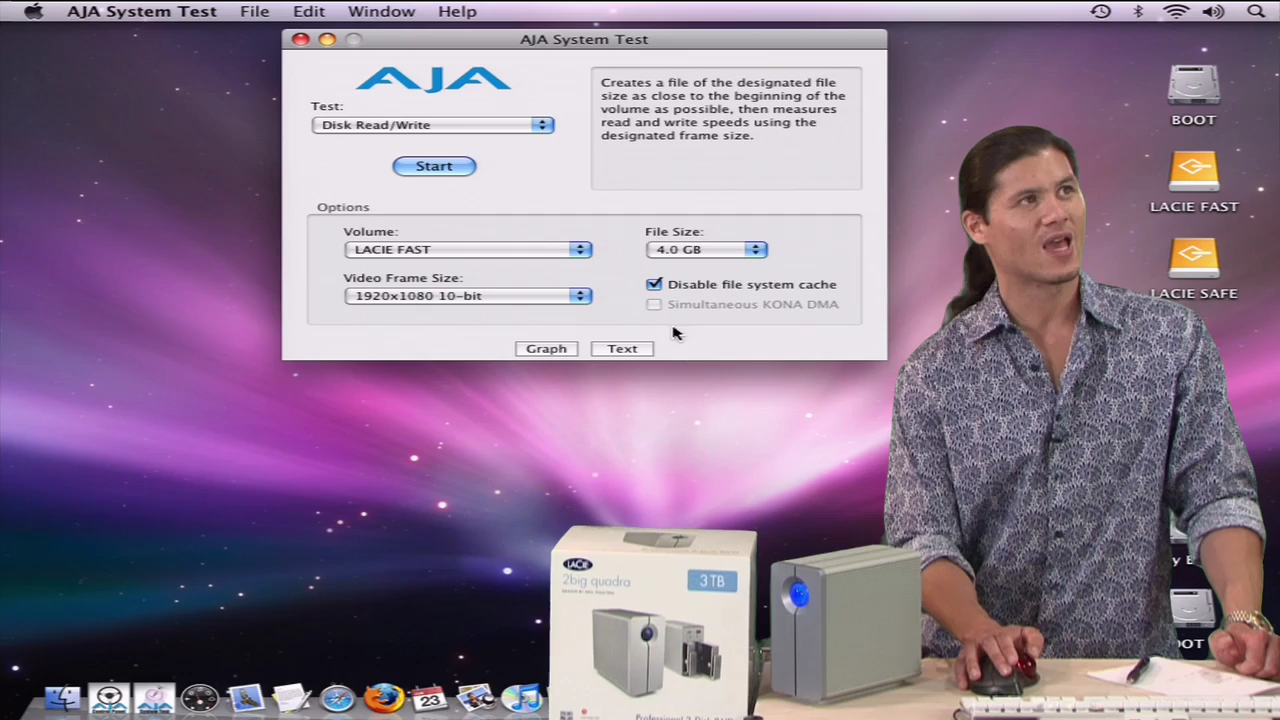 AJA System Test File Edit Window Help
AJA System Test
AJA
Test:
Disk Read/Write
Start
Creates a file of the designated file
size as close to the beginning of the
volume as possible, then measures
read and write speeds using the
designated frame size.
Options
Volume:
LACIE FAST
File Size:
4.0 GB
Video Frame Size:
1920x1080 10-bit
Disable file system cache
Simultaneous KONA DMA
Graph
Text
BOOT
LACIE FAST
LACIE SAFE
LACIE
2big quadra
3 TB
23